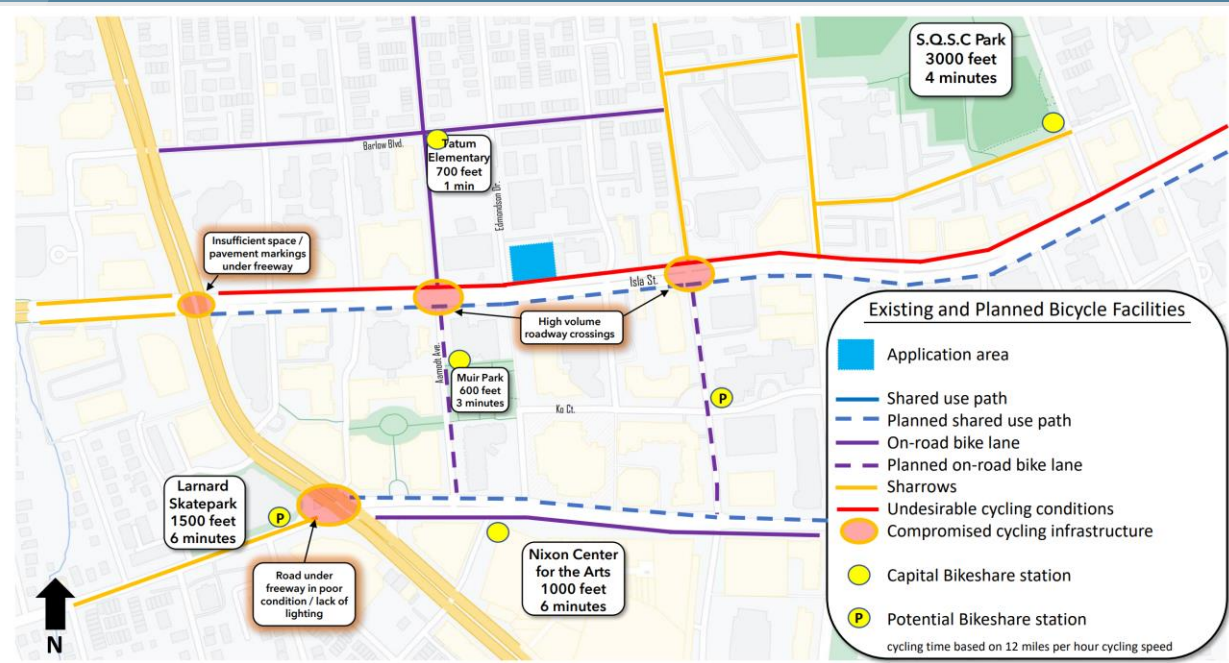 S.Q.S.C Park
3000 feet
4 minutes
Barlow Blvd.
Tatum
Elementary
700 feet
1 min
Edmondson Dr.
Insufficient space /
pavement markings
under freeway
Isla St.
High volume
roadway crossings
Aamodt Ave.
Muir Park
600 feet
3 minutes
Ko Ct.
P
Larnard
Skatepark
1500 feet
6 minutes
P
Nixon Center
for the Arts
1000 feet
6 minutes
Road under
freeway in poor
condition / lack of
lighting
N
Existing and Planned Bicycle Facilities
Application area
Shared use path
Planned shared use path
On-road bike lane
Planned on-road bike lane
Sharrows
Undesirable cycling conditions
Compromised cycling infrastructure
Capital Bikeshare station
P Potential Bikeshare station
cycling time based on 12 miles per hour cycling speed